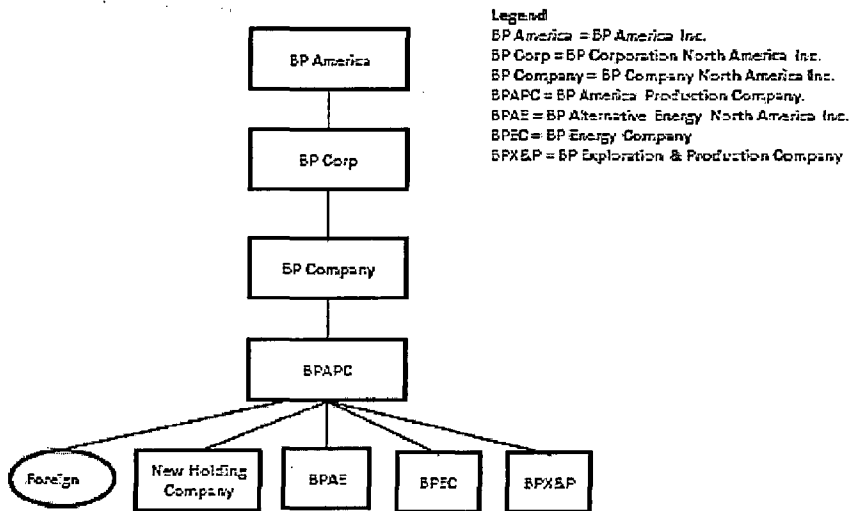 Legend
BP America = BP America Inc.
BP Corp = BP Corporation North America Inc.
BP Company = BP Company North America Inc.
BPAPC = BP America Production Company.
BPAE = BP Alternative Energy North America Inc.
BPEC = BP Energy Company
BPX&P = BP Exploration & Production Company
BP America
BP Corp
BP Company
BPAPC
Foreign
New Holding
Company
BPAE
BPEC
BPX&P